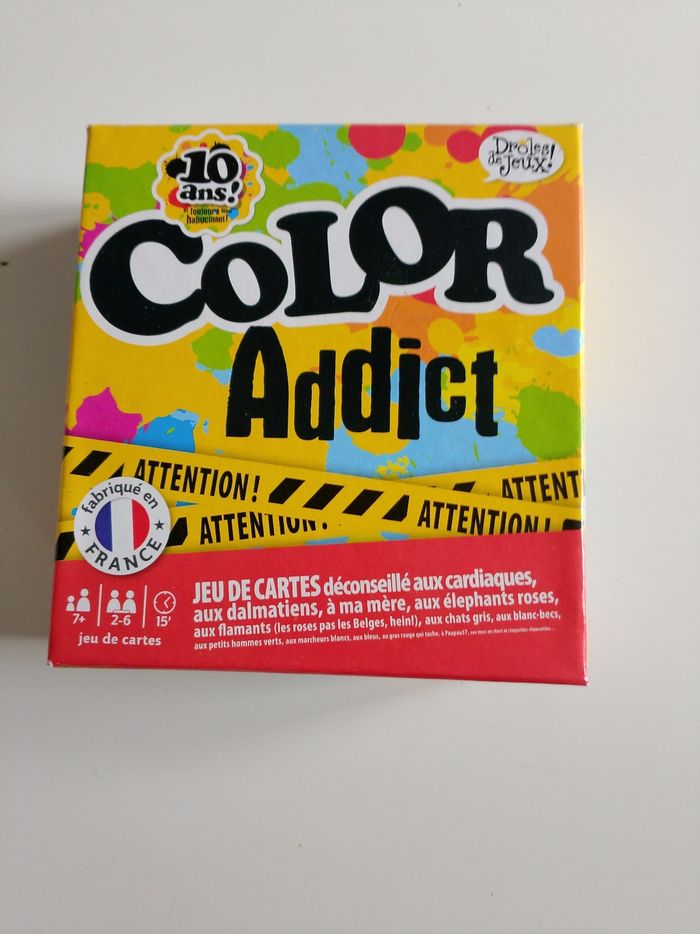 10
ans!
toujours
hallucinant!
Drôles
de Jeux!
COLOR
Addict
ATTENTION!
ATTENT
ATTENTION!
ATTENTION!
fabriqué en
FRANCE
7+
2-6
15'
jeu de cartes
JEU DE CARTES déconseillé aux cardiaques,
aux dalmatiens, à ma mère, aux éléphants roses,
aux flamants (les roses pas les Belges, hein!), aux chats gris, aux blanc-becs,
aux petits hommes verts, aux marcheurs blancs, aux bleus, au gros rouge qui tache, à Paupau57,